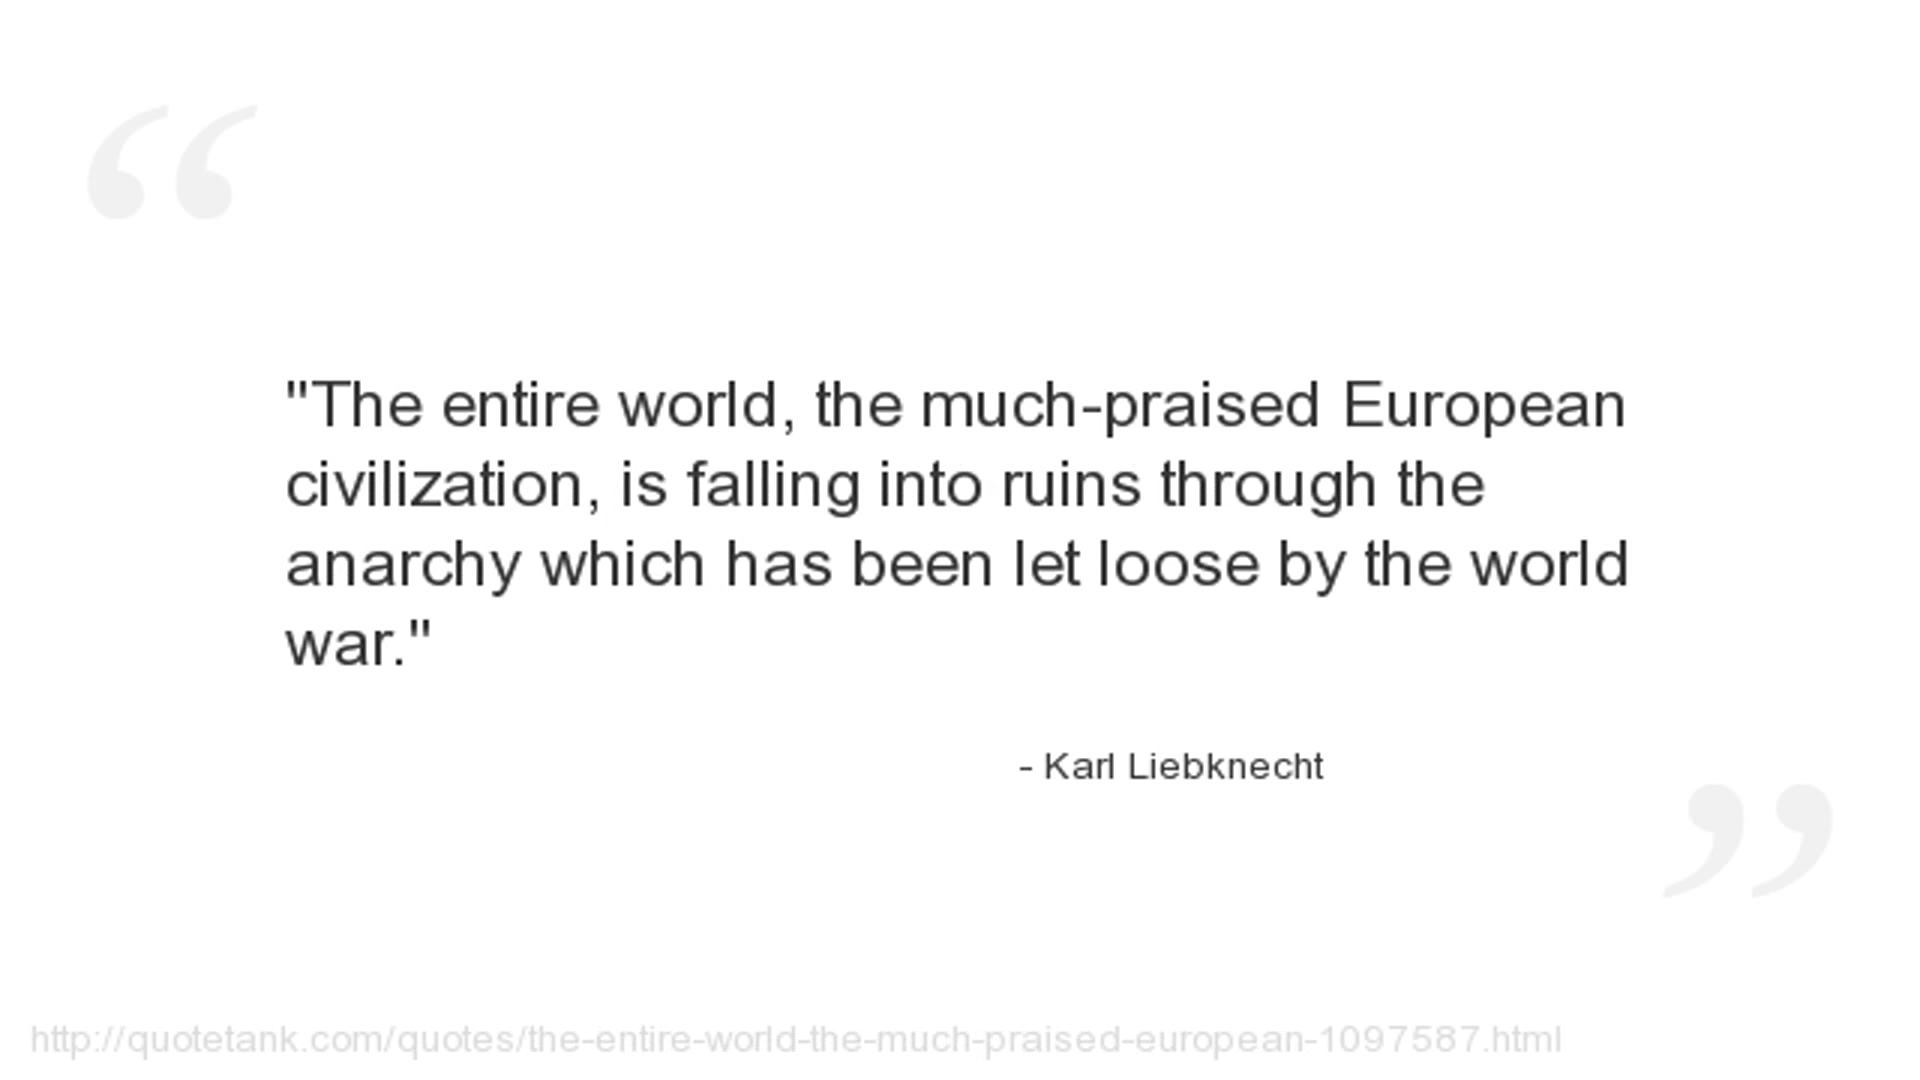 "The entire world, the much-praised European
civilization, is falling into ruins through the
anarchy which has been let loose by the world
war."
- Karl Liebknecht
http://quotetank.com/quotes/the-entire-world-the-much-praised-european-1097587.html